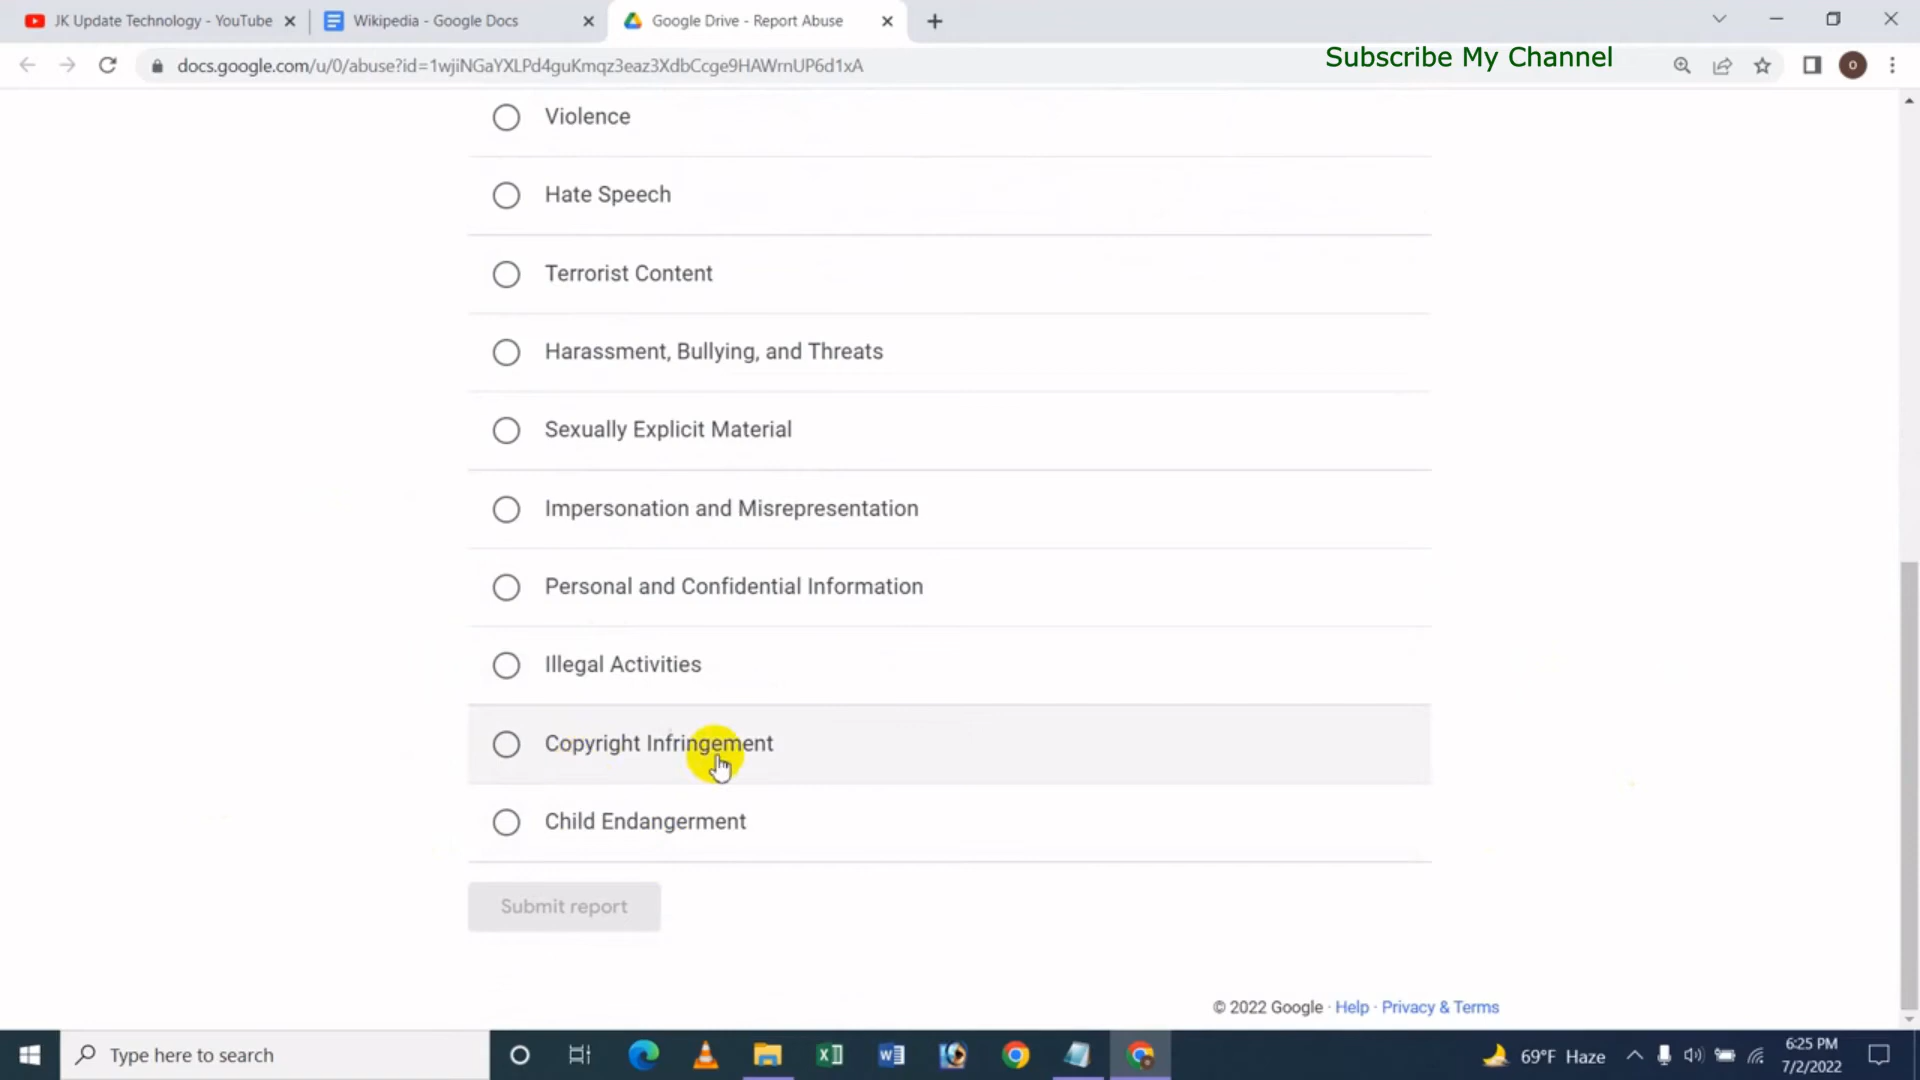 JK Update Technology - YouTube
Wikipedia - Google Docs
Google Drive - Report Abuse
docs.google.com/u/0/abuse?id=1wjiNGaYXLPd4guKmqz3eaz3XdbCcge9HAWrnUP6d1xA
Subscribe My Channel
O
Violence
Hate Speech
Terrorist Content
Harassment, Bullying, and Threats
Sexually Explicit Material
Impersonation and Misrepresentation
Personal and Confidential Information
Illegal Activities
Copyright Infringement
Child Endangerment
Submit report
© 2022 Google · Help · Privacy & Terms
Type here to search
69°F Haze
6:25 PM
7/2/2022